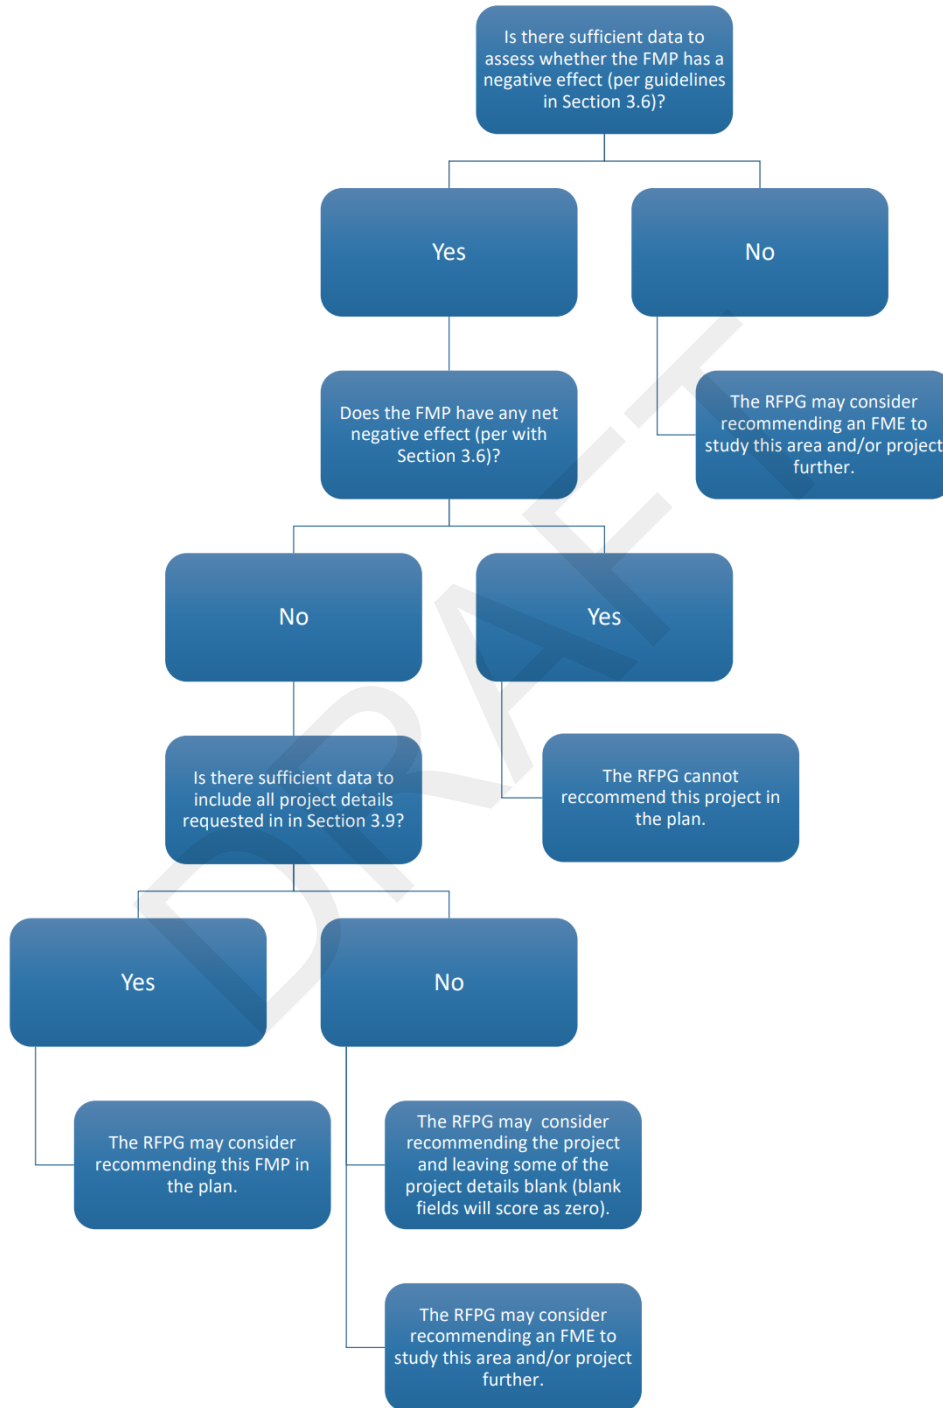 Is there sufficient data to
assess whether the FMP has a
negative effect (per guidelines
in Section 3.6)?
Yes
No
Does the FMP have any net
negative effect (per with
Section 3.6)?
The RFPG may consider
recommending an FME to
study this area and/or project
further.
No
Yes
Is there sufficient data to
include all project details
requested in in Section 3.9?
The RFPG cannot
reccommend this project in
the plan.
Yes
No
The RFPG may consider
recommending this FMP in
the plan.
The RFPG may  consider
recommending the project
and leaving some of the
project details blank (blank
fields will score as zero).
The RFPG may consider
recommending an FME to
study this area and/or project
further.
DRAFT